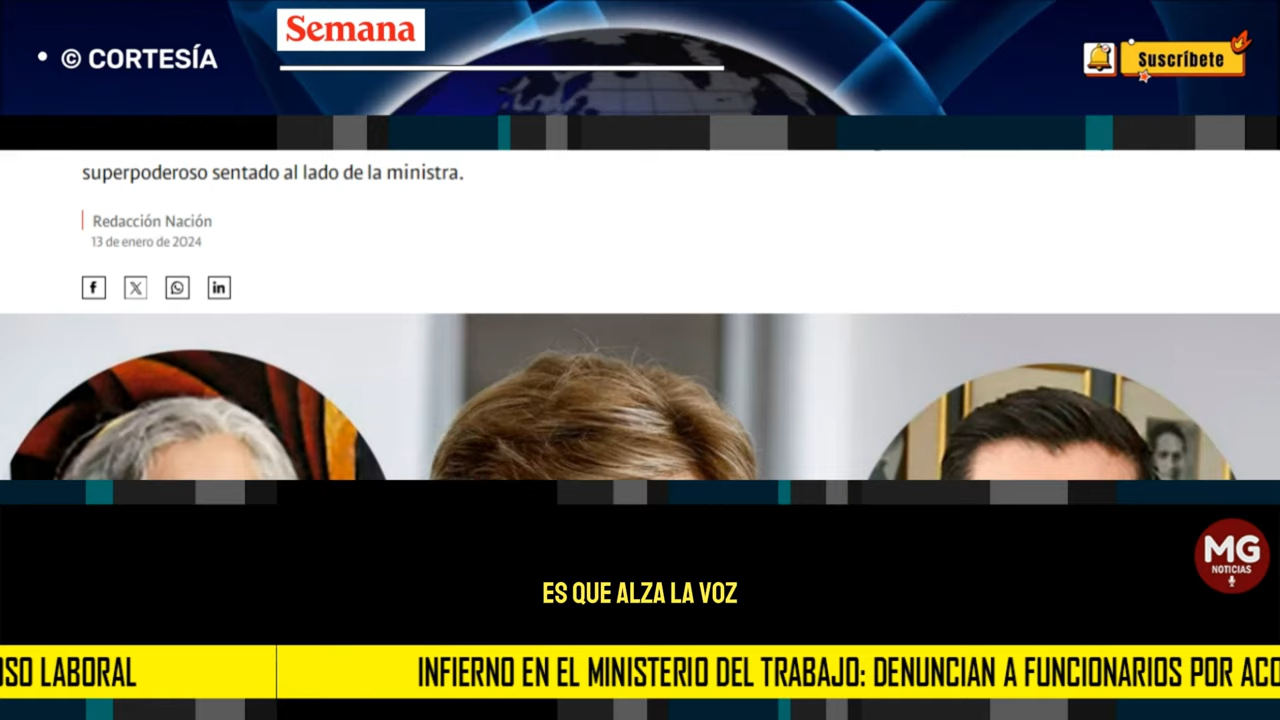 Semana
• © CORTESÍA
Suscríbete
superpoderoso sentado al lado de la ministra.
Redacción Nación
13 de enero de 2024
MG
NOTICIAS
ES QUE ALZA LA VOZ
OSO LABORAL
INFIERNO EN EL MINISTERIO DEL TRABAJO: DENUNCIAN A FUNCIONARIOS POR ACO